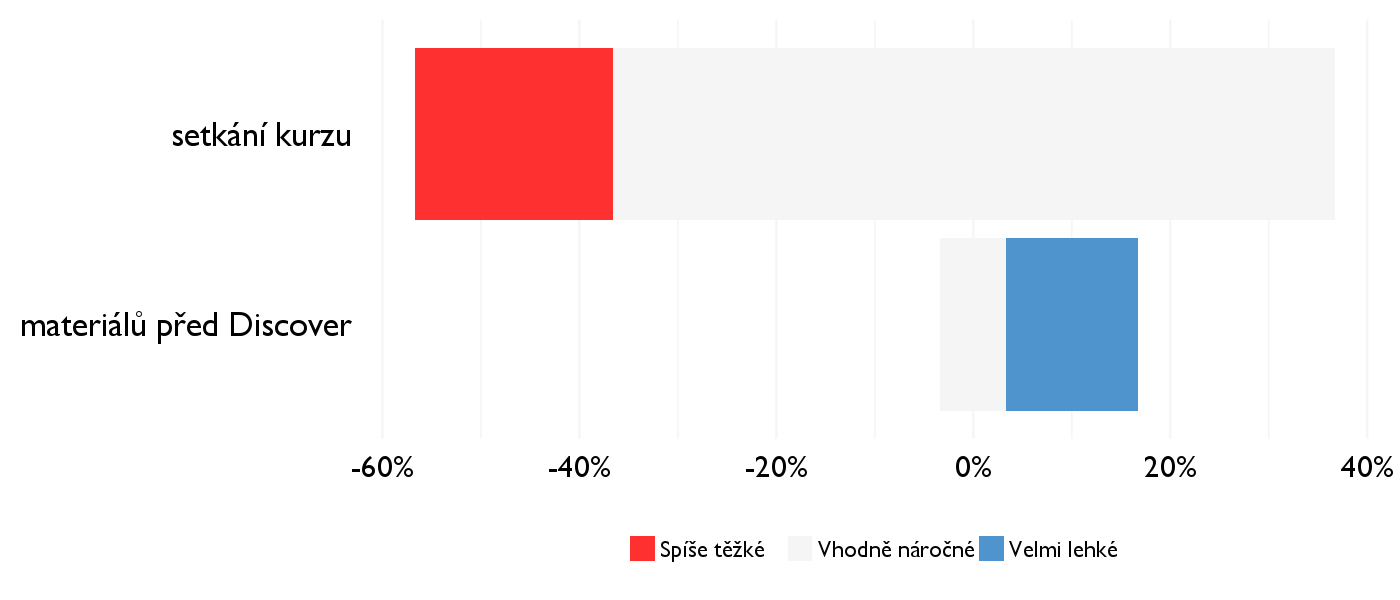 setkání kurzu
materiálů před Discover
-60% -40% -20% 0% 20% 40%
Spíše těžké Vhodně náročné Velmi lehké